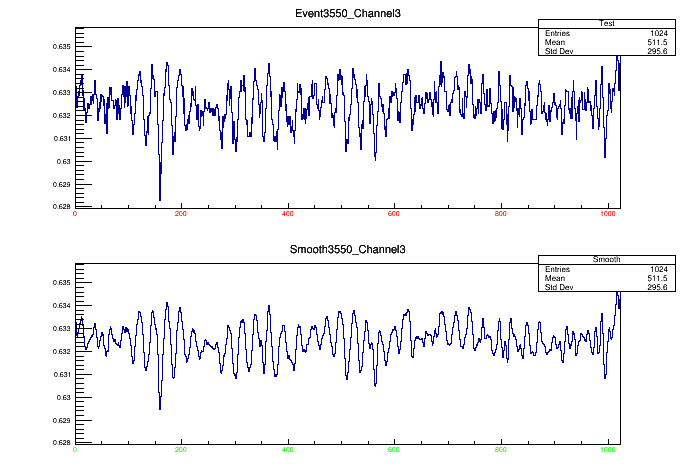 Event3550_Channel3
Test
Entries 1024
Mean 511.5
Std Dev 295.6
0.635
0.634
0.633
0.632
0.631
0.63
0.629
0.628
0 200 400 600 800 1000
Smooth3550_Channel3
Smooth
Entries 1024
Mean 511.5
Std Dev 295.6
0.635
0.634
0.633
0.632
0.631
0.63
0.629
0.628
0 200 400 600 800 1000